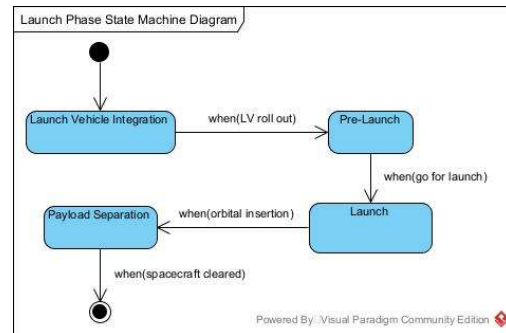 Launch Phase State Machine Diagram
Launch Vehicle Integration
when(LV roll out)
Pre-Launch
when(go for launch)
Payload Separation
when(orbital insertion)
Launch
when(spacecraft cleared)
Powered By Visual Paradigm Community Edition